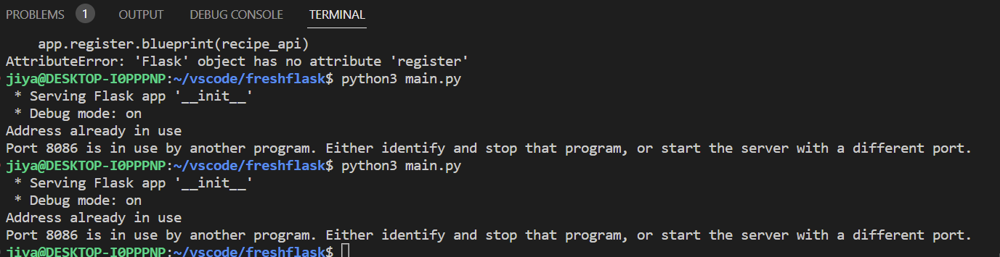 PROBLEMS 1 OUTPUT DEBUG CONSOLE TERMINAL
app.register.blueprint(recipe_api)
AttributeError: 'Flask' object has no attribute 'register'
jiya@DESKTOP-I0PPPNP:~/vscode/freshflask$ python3 main.py
* Serving Flask app '__init__'
* Debug mode: on
Address already in use
Port 8086 is in use by another program. Either identify and stop that program, or start the server with a different port.
jiya@DESKTOP-I0PPPNP:~/vscode/freshflask$ python3 main.py
* Serving Flask app '__init__'
* Debug mode: on
Address already in use
Port 8086 is in use by another program. Either identify and stop that program, or start the server with a different port.
jiya@DESKTOP-I0PPPNP:~/vscode/freshflask$